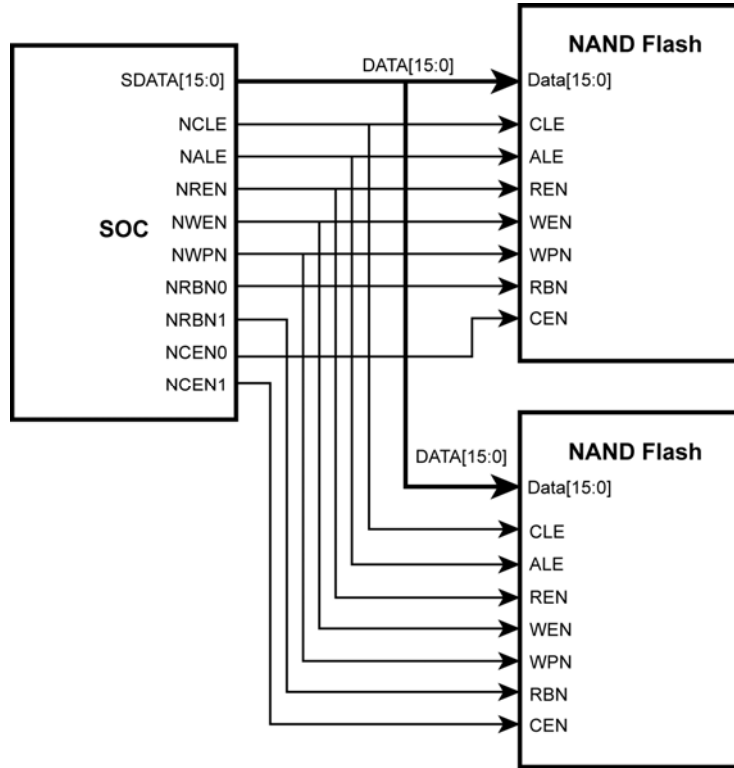 SOC
SDATA[15:0]
NCLE
NALE
NREN
NWEN
NWPN
NRBN0
NRBN1
NCEN0
NCEN1
DATA[15:0]
NAND Flash
Data[15:0]
CLE
ALE
REN
WEN
WPN
RBN
CEN
DATA[15:0]
NAND Flash
Data[15:0]
CLE
ALE
REN
WEN
WPN
RBN
CEN